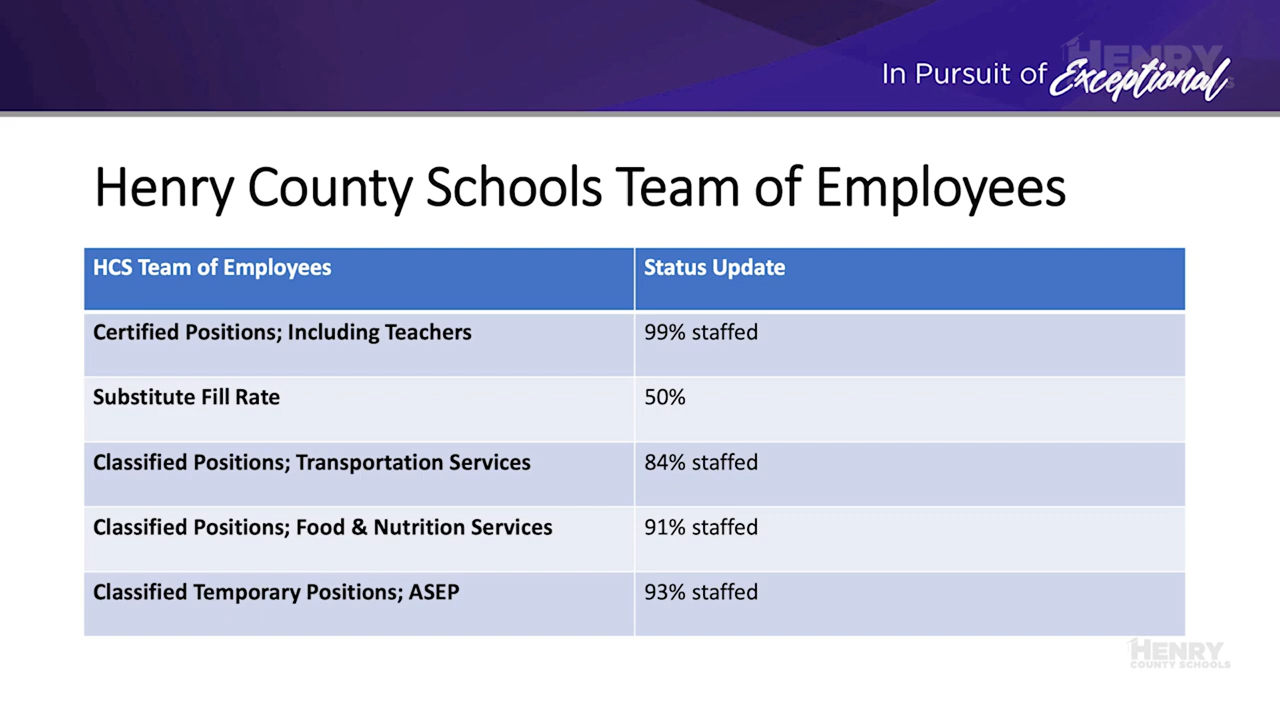 HENRY
In Pursuit of Exceptional
Henry County Schools Team of Employees
HCS Team of Employees Status Update
Certified Positions; Including Teachers 99% staffed
Substitute Fill Rate 50%
Classified Positions; Transportation Services 84% staffed
Classified Positions; Food & Nutrition Services 91% staffed
Classified Temporary Positions; ASEP 93% staffed
HENRY
COUNTY SCHOOLS